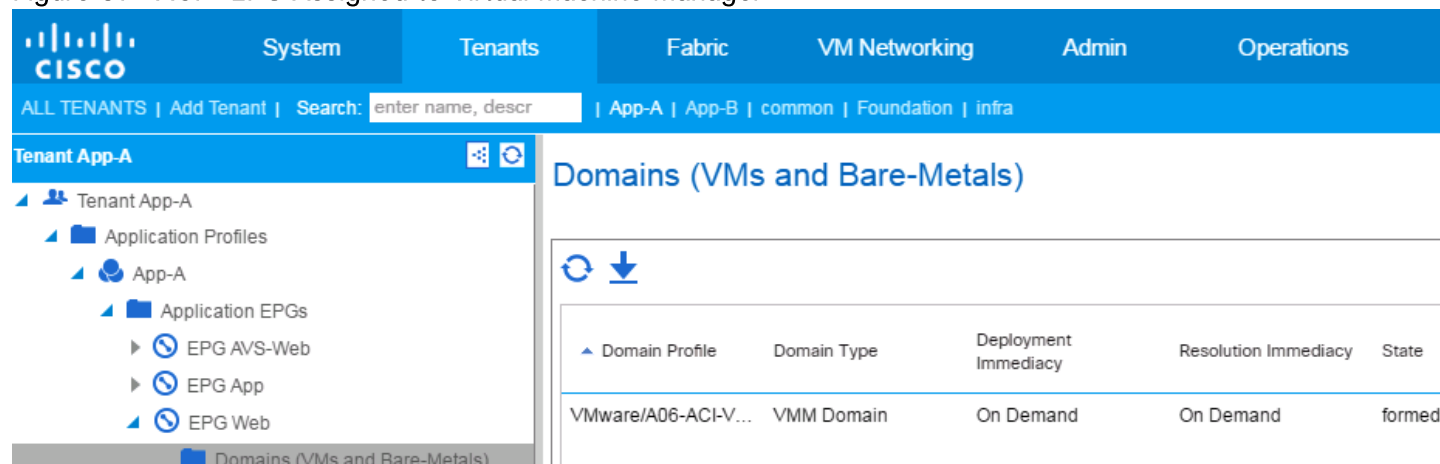 CISCO
System Tenants Fabric VM Networking Admin Operations
ALL TENANTS | Add Tenant | Search: enter name, descr | App-A | App-B | common | Foundation | infra
Tenant App-A
Tenant App-A
Application Profiles
App-A
Application EPGs
EPG AVS-Web
EPG App
EPG Web
Domains (VMs and Bare-Metals)
Domains (VMs and Bare-Metals)
Domain Profile Domain Type Deployment Immediacy Resolution Immediacy State
VMware/A06-ACI-V... VMM Domain On Demand On Demand formed